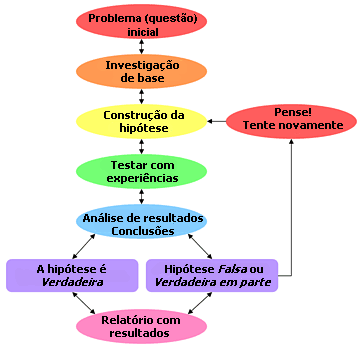 Problema (questão)
inicial
Investigação
de base
Construção da
hipótese
Pense!
Tente novamente
Testar com
experiências
Análise de resultados
Conclusões
A hipótese é
Verdadeira
Hipótese Falsa ou
Verdadeira em parte
Relatório com
resultados